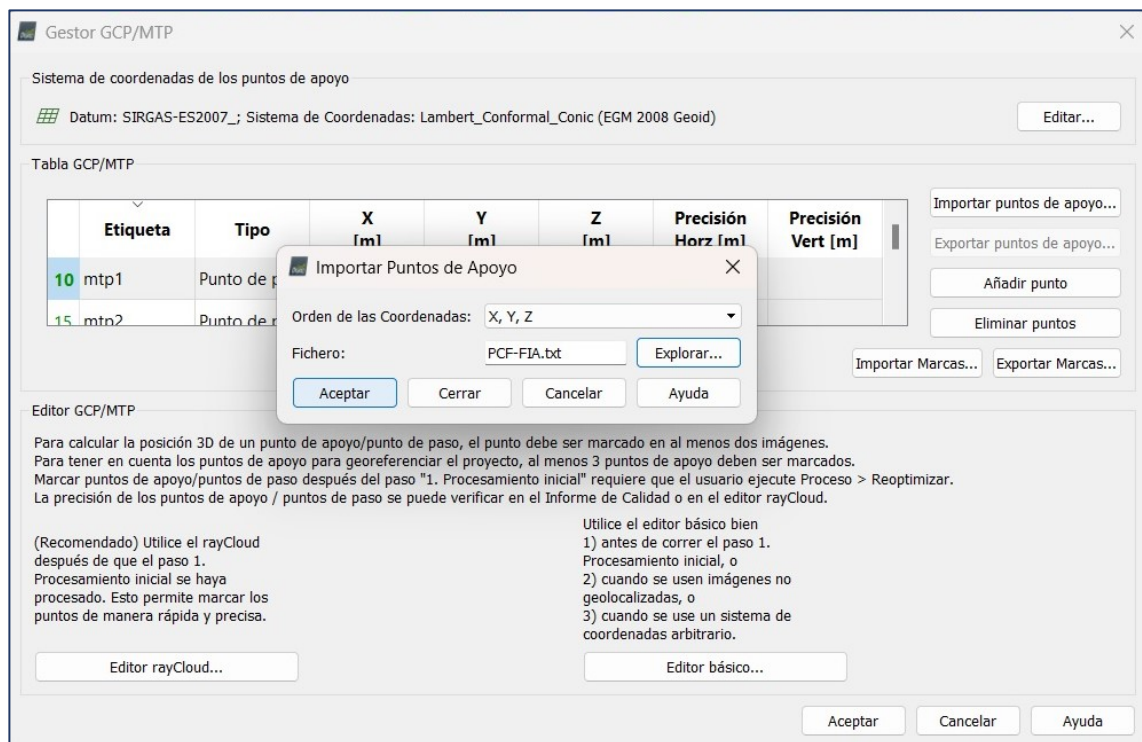 Gestor GCP/MTP
Sistema de coordenadas de los puntos de apoyo
Datum: SIRGAS-ES2007_; Sistema de Coordenadas: Lambert_Conformal_Conic (EGM 2008 Geoid)
Editar...
Tabla GCP/MTP
Etiqueta Tipo X [m] Y [m] Z [m] Precisión Horz [m] Precisión Vert [m]
10 mtp1 Punto de
15 mtp2 Punto de
Importar puntos de apoyo...
Exportar puntos de apoyo...
Añadir punto
Eliminar puntos
Importar Marcas... Exportar Marcas...
Importar Puntos de Apoyo
Orden de las Coordenadas: X, Y, Z
Fichero: PCF-FIA.txt Explorar...
Aceptar Cerrar Cancelar Ayuda
Editor GCP/MTP
Para calcular la posición 3D de un punto de apoyo/punto de paso, el punto debe ser marcado en al menos dos imágenes.
Para tener en cuenta los puntos de apoyo para georeferenciar el proyecto, al menos 3 puntos de apoyo deben ser marcados.
Marcar puntos de apoyo/puntos de paso después del paso "1. Procesamiento inicial" requiere que el usuario ejecute Proceso > Reoptimizar.
La precisión de los puntos de apoyo / puntos de paso se puede verificar en el Informe de Calidad o en el editor rayCloud.
(Recomendado) Utilice el rayCloud
después de que el paso 1.
Procesamiento inicial se haya
procesado. Esto permite marcar los
puntos de manera rápida y precisa.
Editor rayCloud...
Utilice el editor básico bien
1) antes de correr el paso 1.
Procesamiento inicial, o
2) cuando se usen imágenes no
geolocalizadas, o
3) cuando se use un sistema de
coordenadas arbitrario.
Editor básico...
Aceptar Cancelar Ayuda